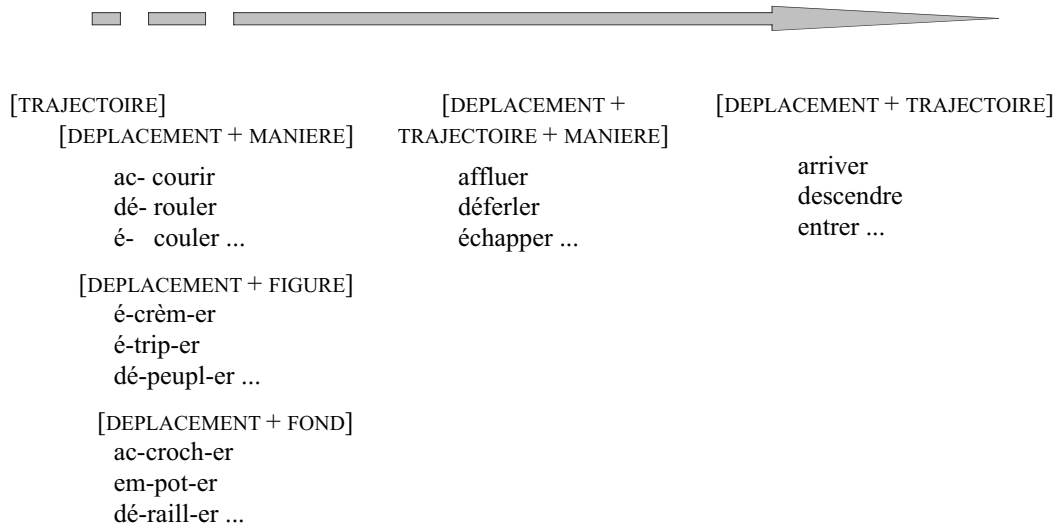 [TRAJECTOIRE]
[DEPLACEMENT + MANIERE]
ac- courir
dé- rouler
é- couler ...
[DEPLACEMENT + FIGURE]
é-crèm-er
é-trip-er
dé-peupl-er ...
[DEPLACEMENT + FOND]
ac-croch-er
em-pot-er
dé-raill-er ...
[DEPLACEMENT +
TRAJECTOIRE + MANIERE]
affluer
déferler
échapper ...
[DEPLACEMENT + TRAJECTOIRE]
arriver
descendre
entrer ...